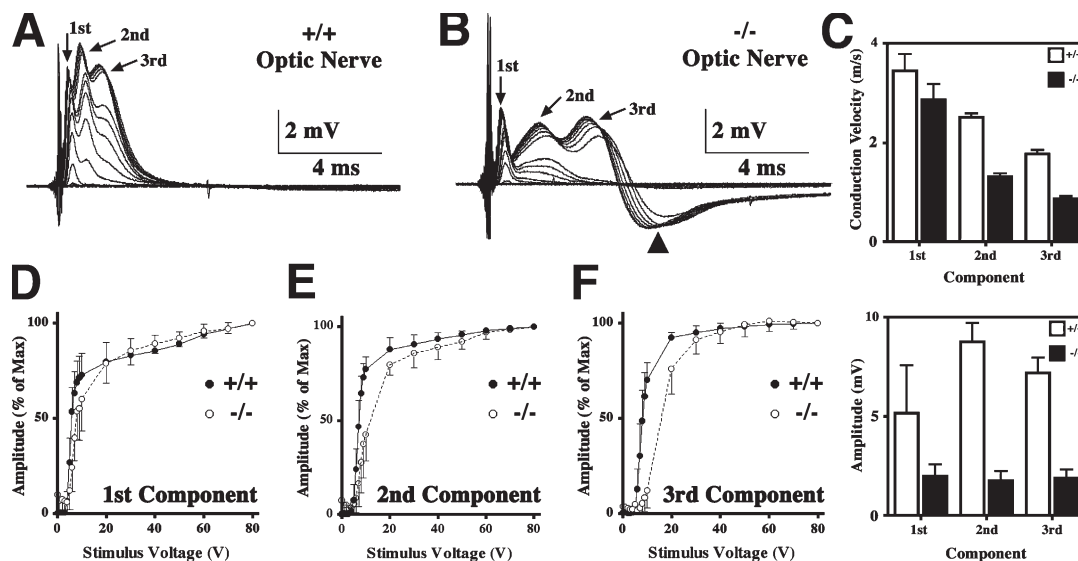 A
+/+
Optic Nerve
1st
2nd
3rd
2 mV
4 ms
B
-/-
Optic Nerve
1st
2nd
3rd
2 mV
4 ms
C
Conduction Velocity (m/s)
4
2
0
+/-
-/-
1st 2nd 3rd
Component
D
Amplitude (% of Max)
100
50
0
+/+
-/-
1st Component
0 20 40 60 80
Stimulus Voltage (V)
E
Amplitude (% of Max)
100
50
0
+/+
-/-
2nd Component
0 20 40 60 80
Stimulus Voltage (V)
F
Amplitude (% of Max)
100
50
0
+/+
-/-
3rd Component
0 20 40 60 80
Stimulus Voltage (V)
Amplitude (mV)
10
5
0
1st 2nd 3rd
Component